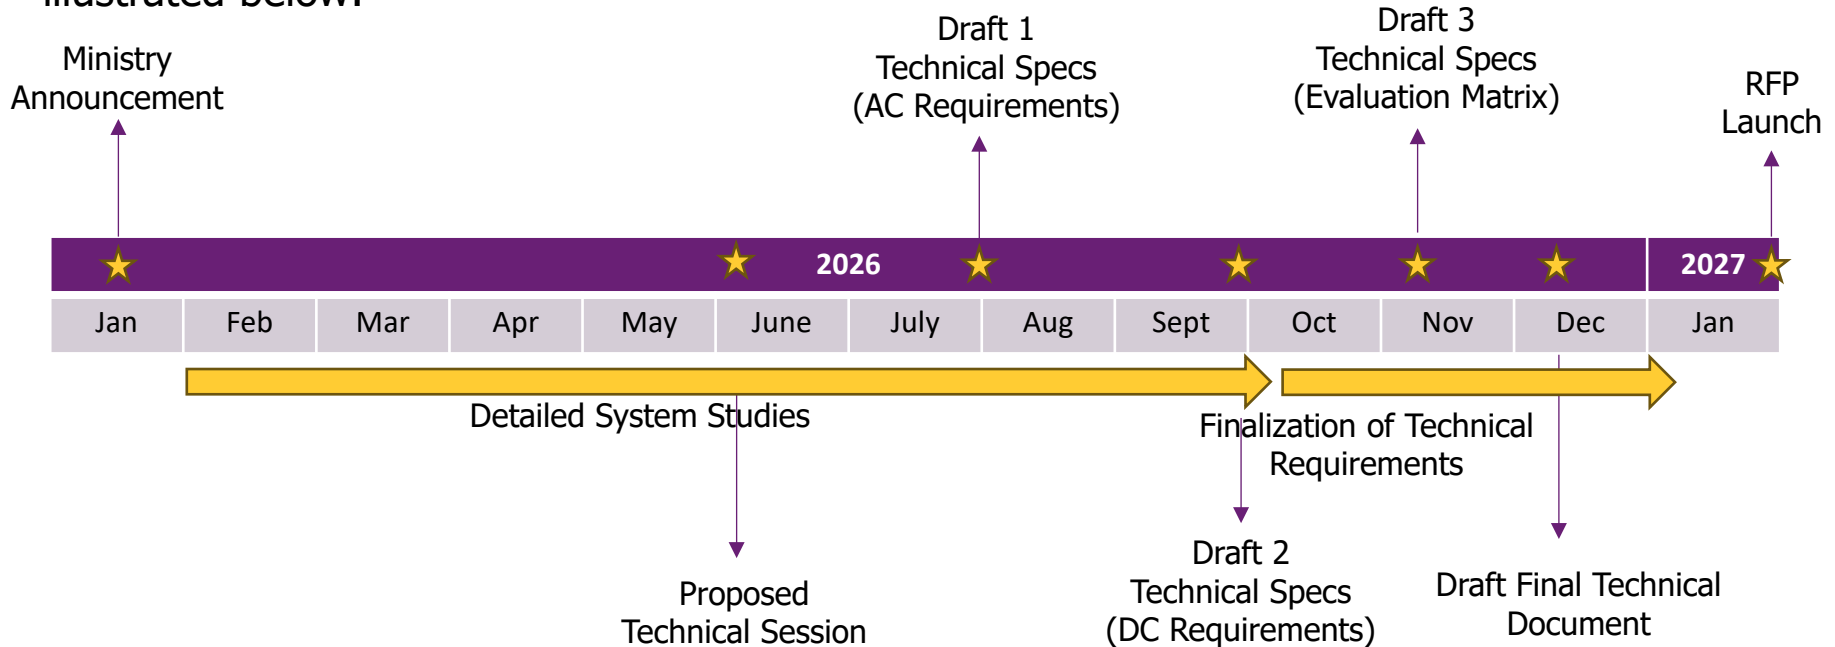 illustrated below:
Ministry
Announcement
Draft 1
Technical Specs
(AC Requirements)
Draft 3
Technical Specs
(Evaluation Matrix)
RFP
Launch
2026
2027
Jan
Feb
Mar
Apr
May
June
July
Aug
Sept
Oct
Nov
Dec
Jan
Detailed System Studies
Finalization of Technical
Requirements
Proposed
Technical Session
Draft 2
Technical Specs
(DC Requirements)
Draft Final Technical
Document